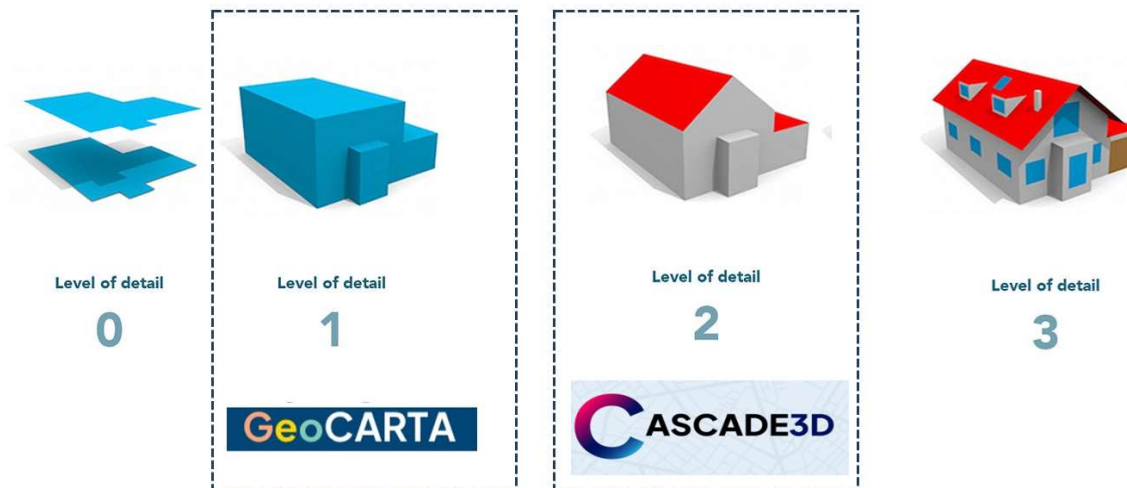 Level of detail
0
Level of detail
1
GeoCARTA
Level of detail
2
CASCADE3D
Level of detail
3